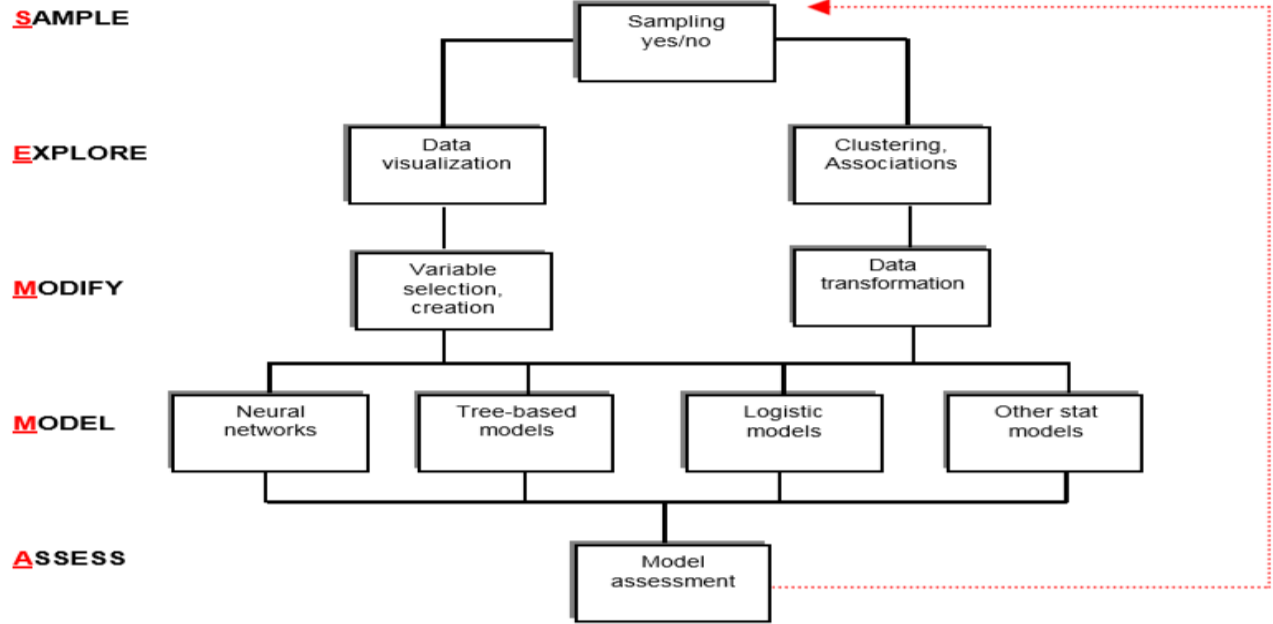 SAMPLE
Sampling
yes/no
EXPLORE
Data
visualization
Clustering,
Associations
MODIFY
Variable
selection,
creation
Data
transformation
MODEL
Neural
networks
Tree-based
models
Logistic
models
Other stat
models
ASSESS
Model
assessment